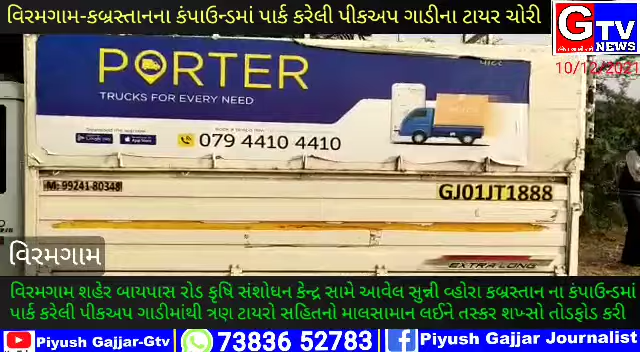 વિરમગામ-કબ્રસ્તાનના કંપાઉન્ડમાં પાર્ક કરેલી પીકઅપ ગાડીના ટાયર ચોરી
GTV
NEWS
10/12/2021
PORTER
પોર્ટર
TRUCKS FOR EVERY NEED
079 4410 4410
M: 99241-80348
GJ01JT1888
EXTRA LONG
વિરમગામ
વિરમગામ શહેર બાયપાસ રોડ કૃષિ સંશોધન કેન્દ્ર સામે આવેલ સુન્ની વ્હોરા કબ્રસ્તાન ના કંપાઉન્ડમાં
પાર્ક કરેલી પીકઅપ ગાડીમાંથી ત્રણ ટાયરો સહિતનો માલસામાન લઈને તસ્કર શખ્સો તોડફોડ કરી
Piyush Gajjar-Gtv
73836 52783
Piyush Gajjar Journalist